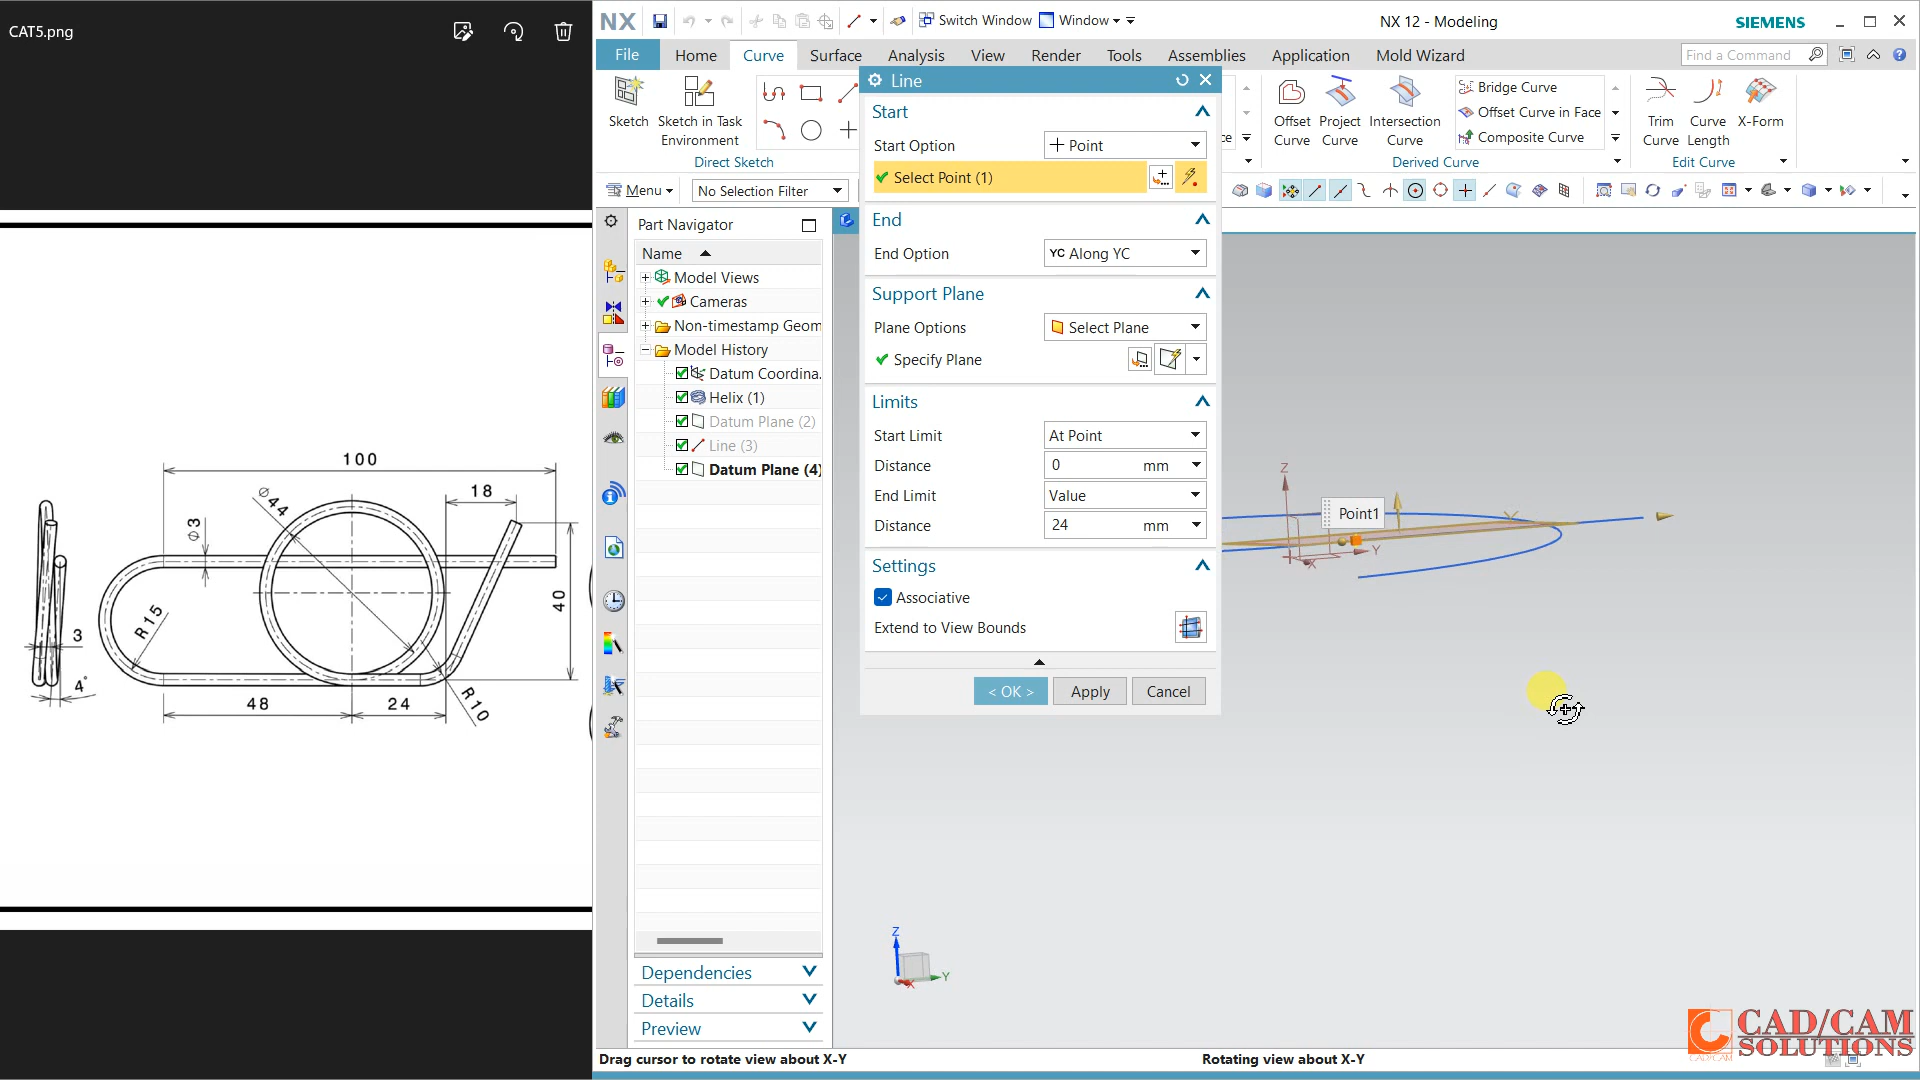 CAT5.png
100
18
Ø44
Ø3
40
R15
3
4°
48
24
R10
NX
Switch Window
Window
NX 12 - Modeling
SIEMENS
File
Home
Curve
Surface
Analysis
View
Render
Tools
Assemblies
Application
Mold Wizard
Find a Command
Sketch
Sketch in Task
Environment
Direct Sketch
Offset
Curve
Project
Curve
Intersection
Curve
Bridge Curve
Offset Curve in Face
Composite Curve
Derived Curve
Trim
Curve
Curve
Length
X-Form
Edit Curve
Menu
No Selection Filter
Part Navigator
Name
Model Views
Cameras
Non-timestamp Geom
Model History
Datum Coordina.
Helix (1)
Datum Plane (2)
Line (3)
Datum Plane (4)
Dependencies
Details
Preview
Line
Start
Start Option
Point
Select Point (1)
End
End Option
YC Along YC
Support Plane
Plane Options
Select Plane
Specify Plane
Limits
Start Limit
At Point
Distance
0 mm
End Limit
Value
Distance
24 mm
Settings
Associative
Extend to View Bounds
< OK >
Apply
Cancel
Z
Point1
Y
X
Z
Y
X
Drag cursor to rotate view about X-Y
Rotating view about X-Y
CAD/CAM
SOLUTIONS